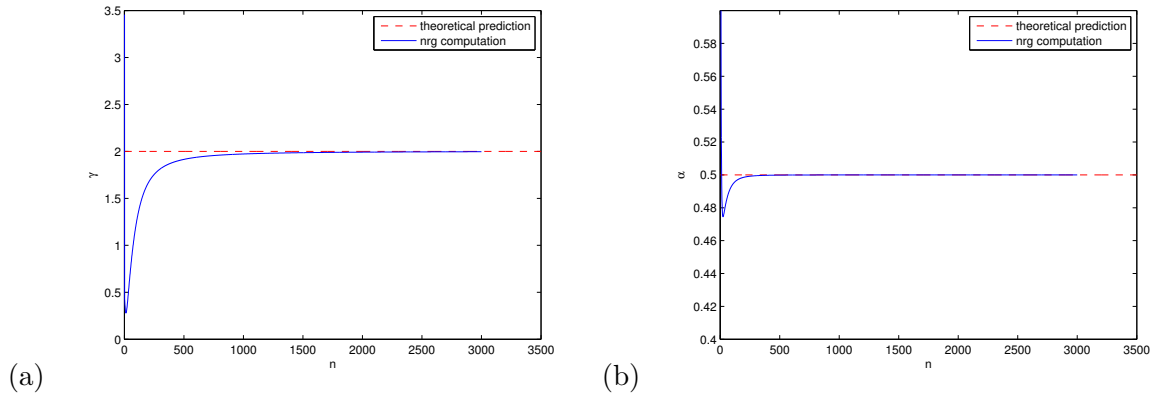 theoretical prediction
nrg computation
3.5
3
2.5
2
1.5
1
0.5
0
γ
0 500 1000 1500 2000 2500 3000 3500
n
(a)
theoretical prediction
nrg computation
0.58
0.56
0.54
0.52
0.5
0.48
0.46
0.44
0.42
0.4
α
0 500 1000 1500 2000 2500 3000 3500
n
(b)